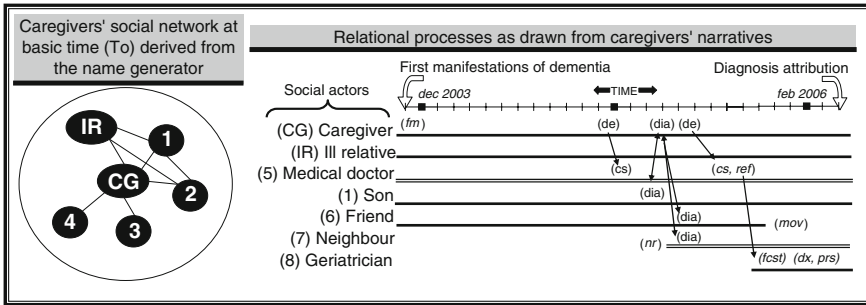 Caregivers' social network at
basic time (To) derived from
the name generator
IR
1
CG
2
4
3
Relational processes as drawn from caregivers' narratives
First manifestations of dementia
Diagnosis attribution
Social actors
dec 2003
TIME
feb 2006
(fm)
(CG) Caregiver
(de)
(dia)
(de)
(IR) Ill relative
(5) Medical doctor
(cs)
(cs, ref)
(dia)
(1) Son
(6) Friend
(dia)
(mov)
(7) Neighbour
(nr)
(dia)
(8) Geriatrician
(fcst)
(dx, prs)